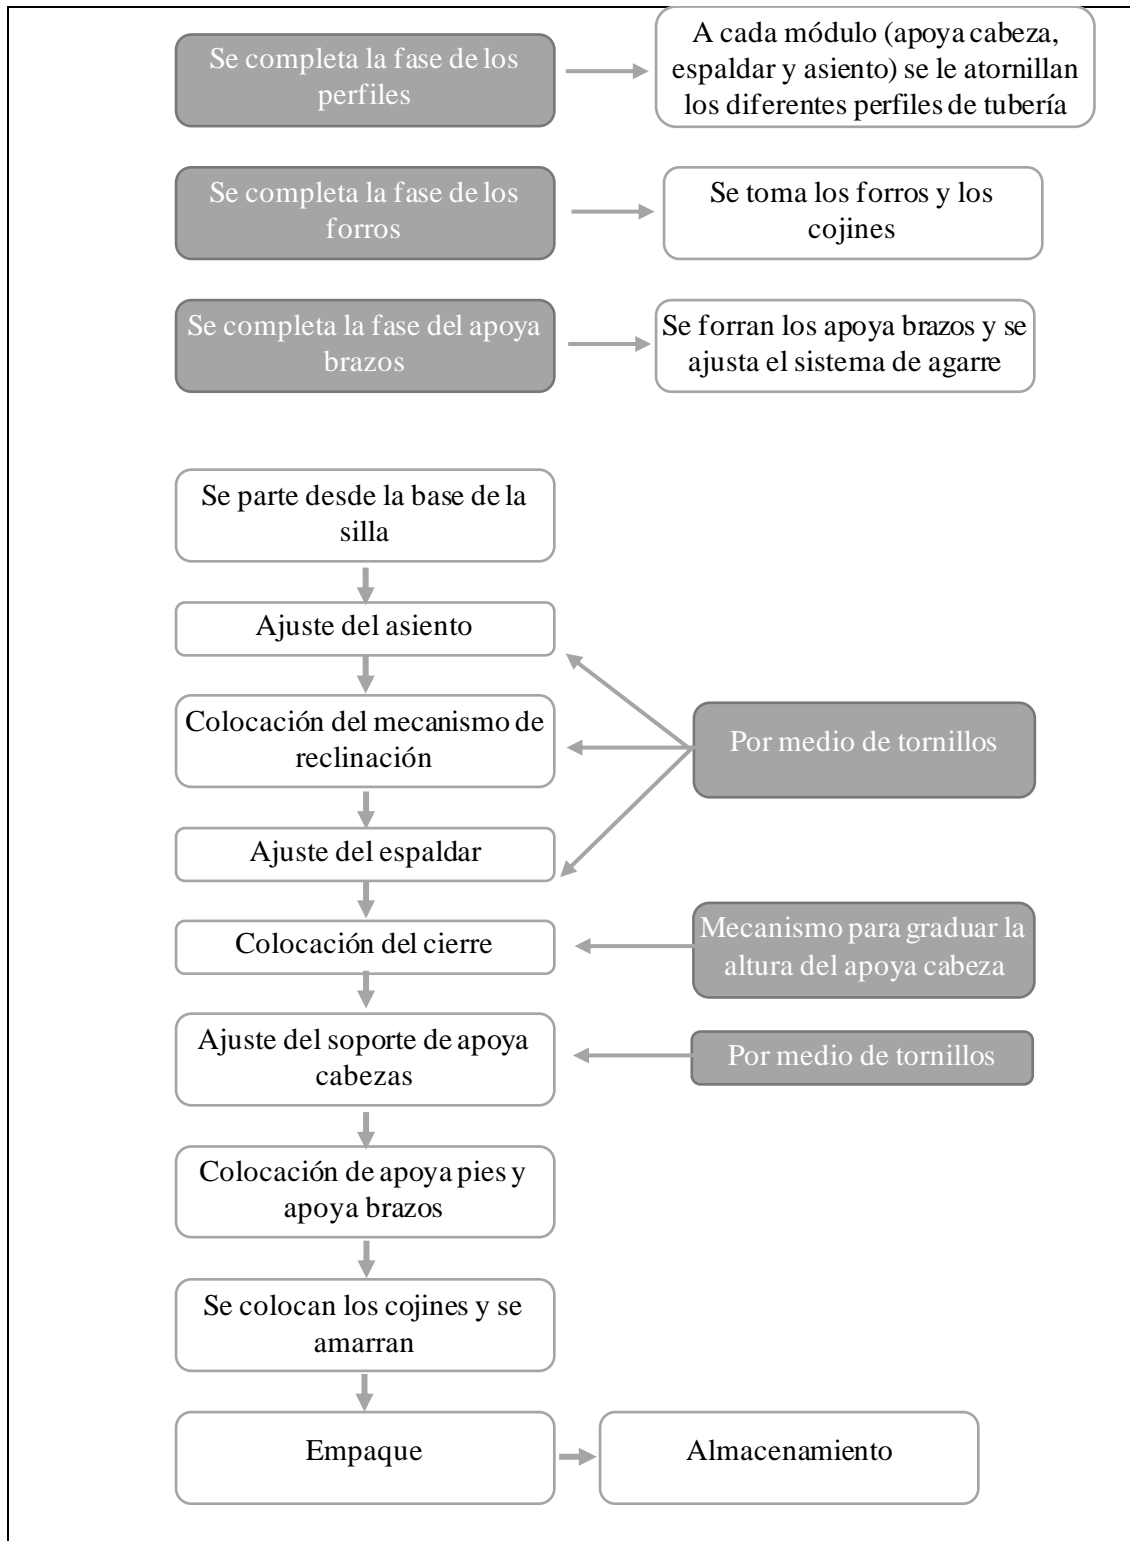 Se completa la fase de los
perfiles
A cada módulo (apoya cabeza,
espaldar y asiento) se le atornillan
los diferentes perfiles de tubería
Se completa la fase de los
forros
Se toma los forros y los
cojines
Se completa la fase del apoya
brazos
Se forran los apoya brazos y se
ajusta el sistema de agarre
Se parte desde la base de la
silla
Ajuste del asiento
Colocación del mecanismo de
reclinación
Por medio de tornillos
Ajuste del espaldar
Colocación del cierre
Mecanismo para graduar la
altura del apoya cabeza
Ajuste del soporte de apoya
cabezas
Por medio de tornillos
Colocación de apoya pies y
apoya brazos
Se colocan los cojines y se
amarran
Empaque
Almacenamiento